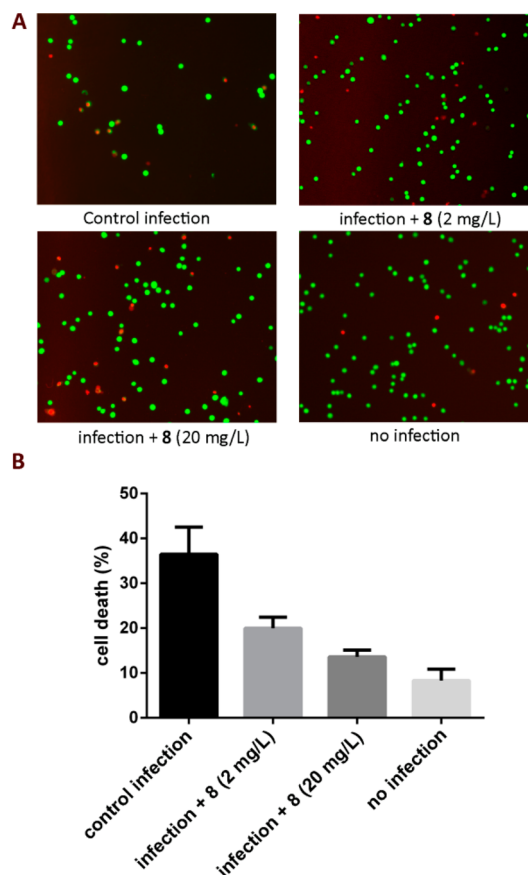 A
Control infection
infection + 8 (2 mg/L)
infection + 8 (20 mg/L)
no infection
B
cell death (%)
50
40
30
20
10
0
control infection
infection + 8 (2 mg/L)
infection + 8 (20 mg/L)
no infection